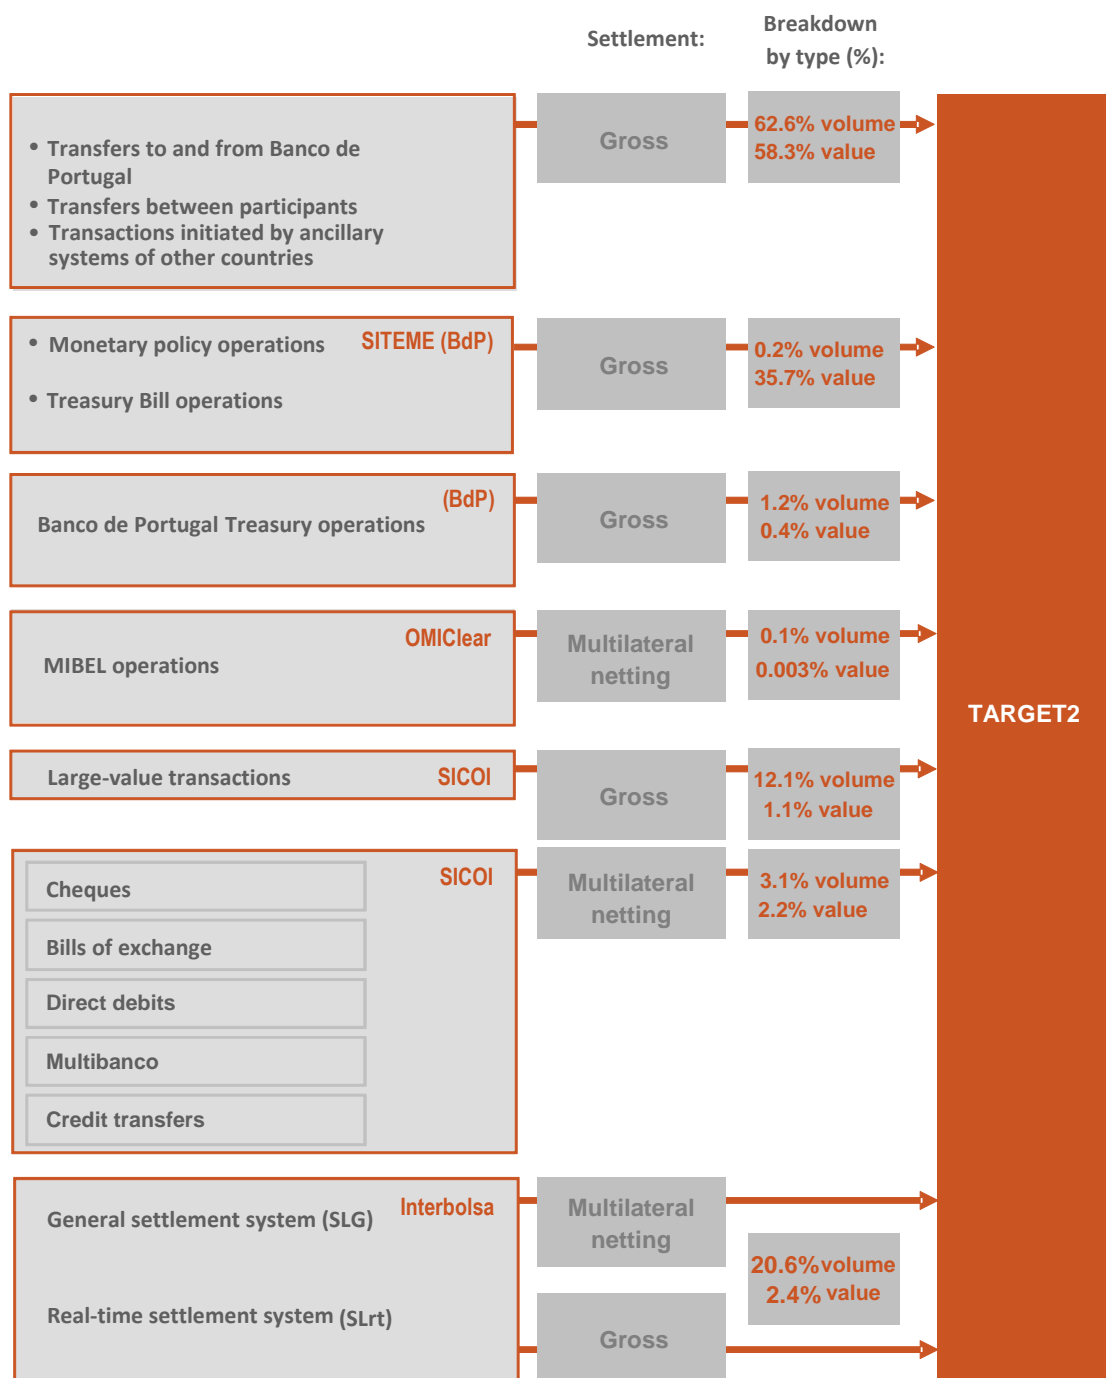 Settlement:
Breakdown
by type (%):
• Transfers to and from Banco de
Portugal
• Transfers between participants
• Transactions initiated by ancillary
systems of other countries
Gross
62.6% volume
58.3% value
• Monetary policy operations
SITEME (BdP)
• Treasury Bill operations
Gross
0.2% volume
35.7% value
(BdP)
Banco de Portugal Treasury operations
Gross
1.2% volume
0.4% value
OMIClear
MIBEL operations
Multilateral
netting
0.1% volume
0.003% value
TARGET2
Large-value transactions
SICOI
Gross
12.1% volume
1.1% value
SICOI
Cheques
Bills of exchange
Direct debits
Multibanco
Credit transfers
Multilateral
netting
3.1% volume
2.2% value
Interbolsa
General settlement system (SLG)
Multilateral
netting
20.6% volume
2.4% value
Real-time settlement system (SLrt)
Gross